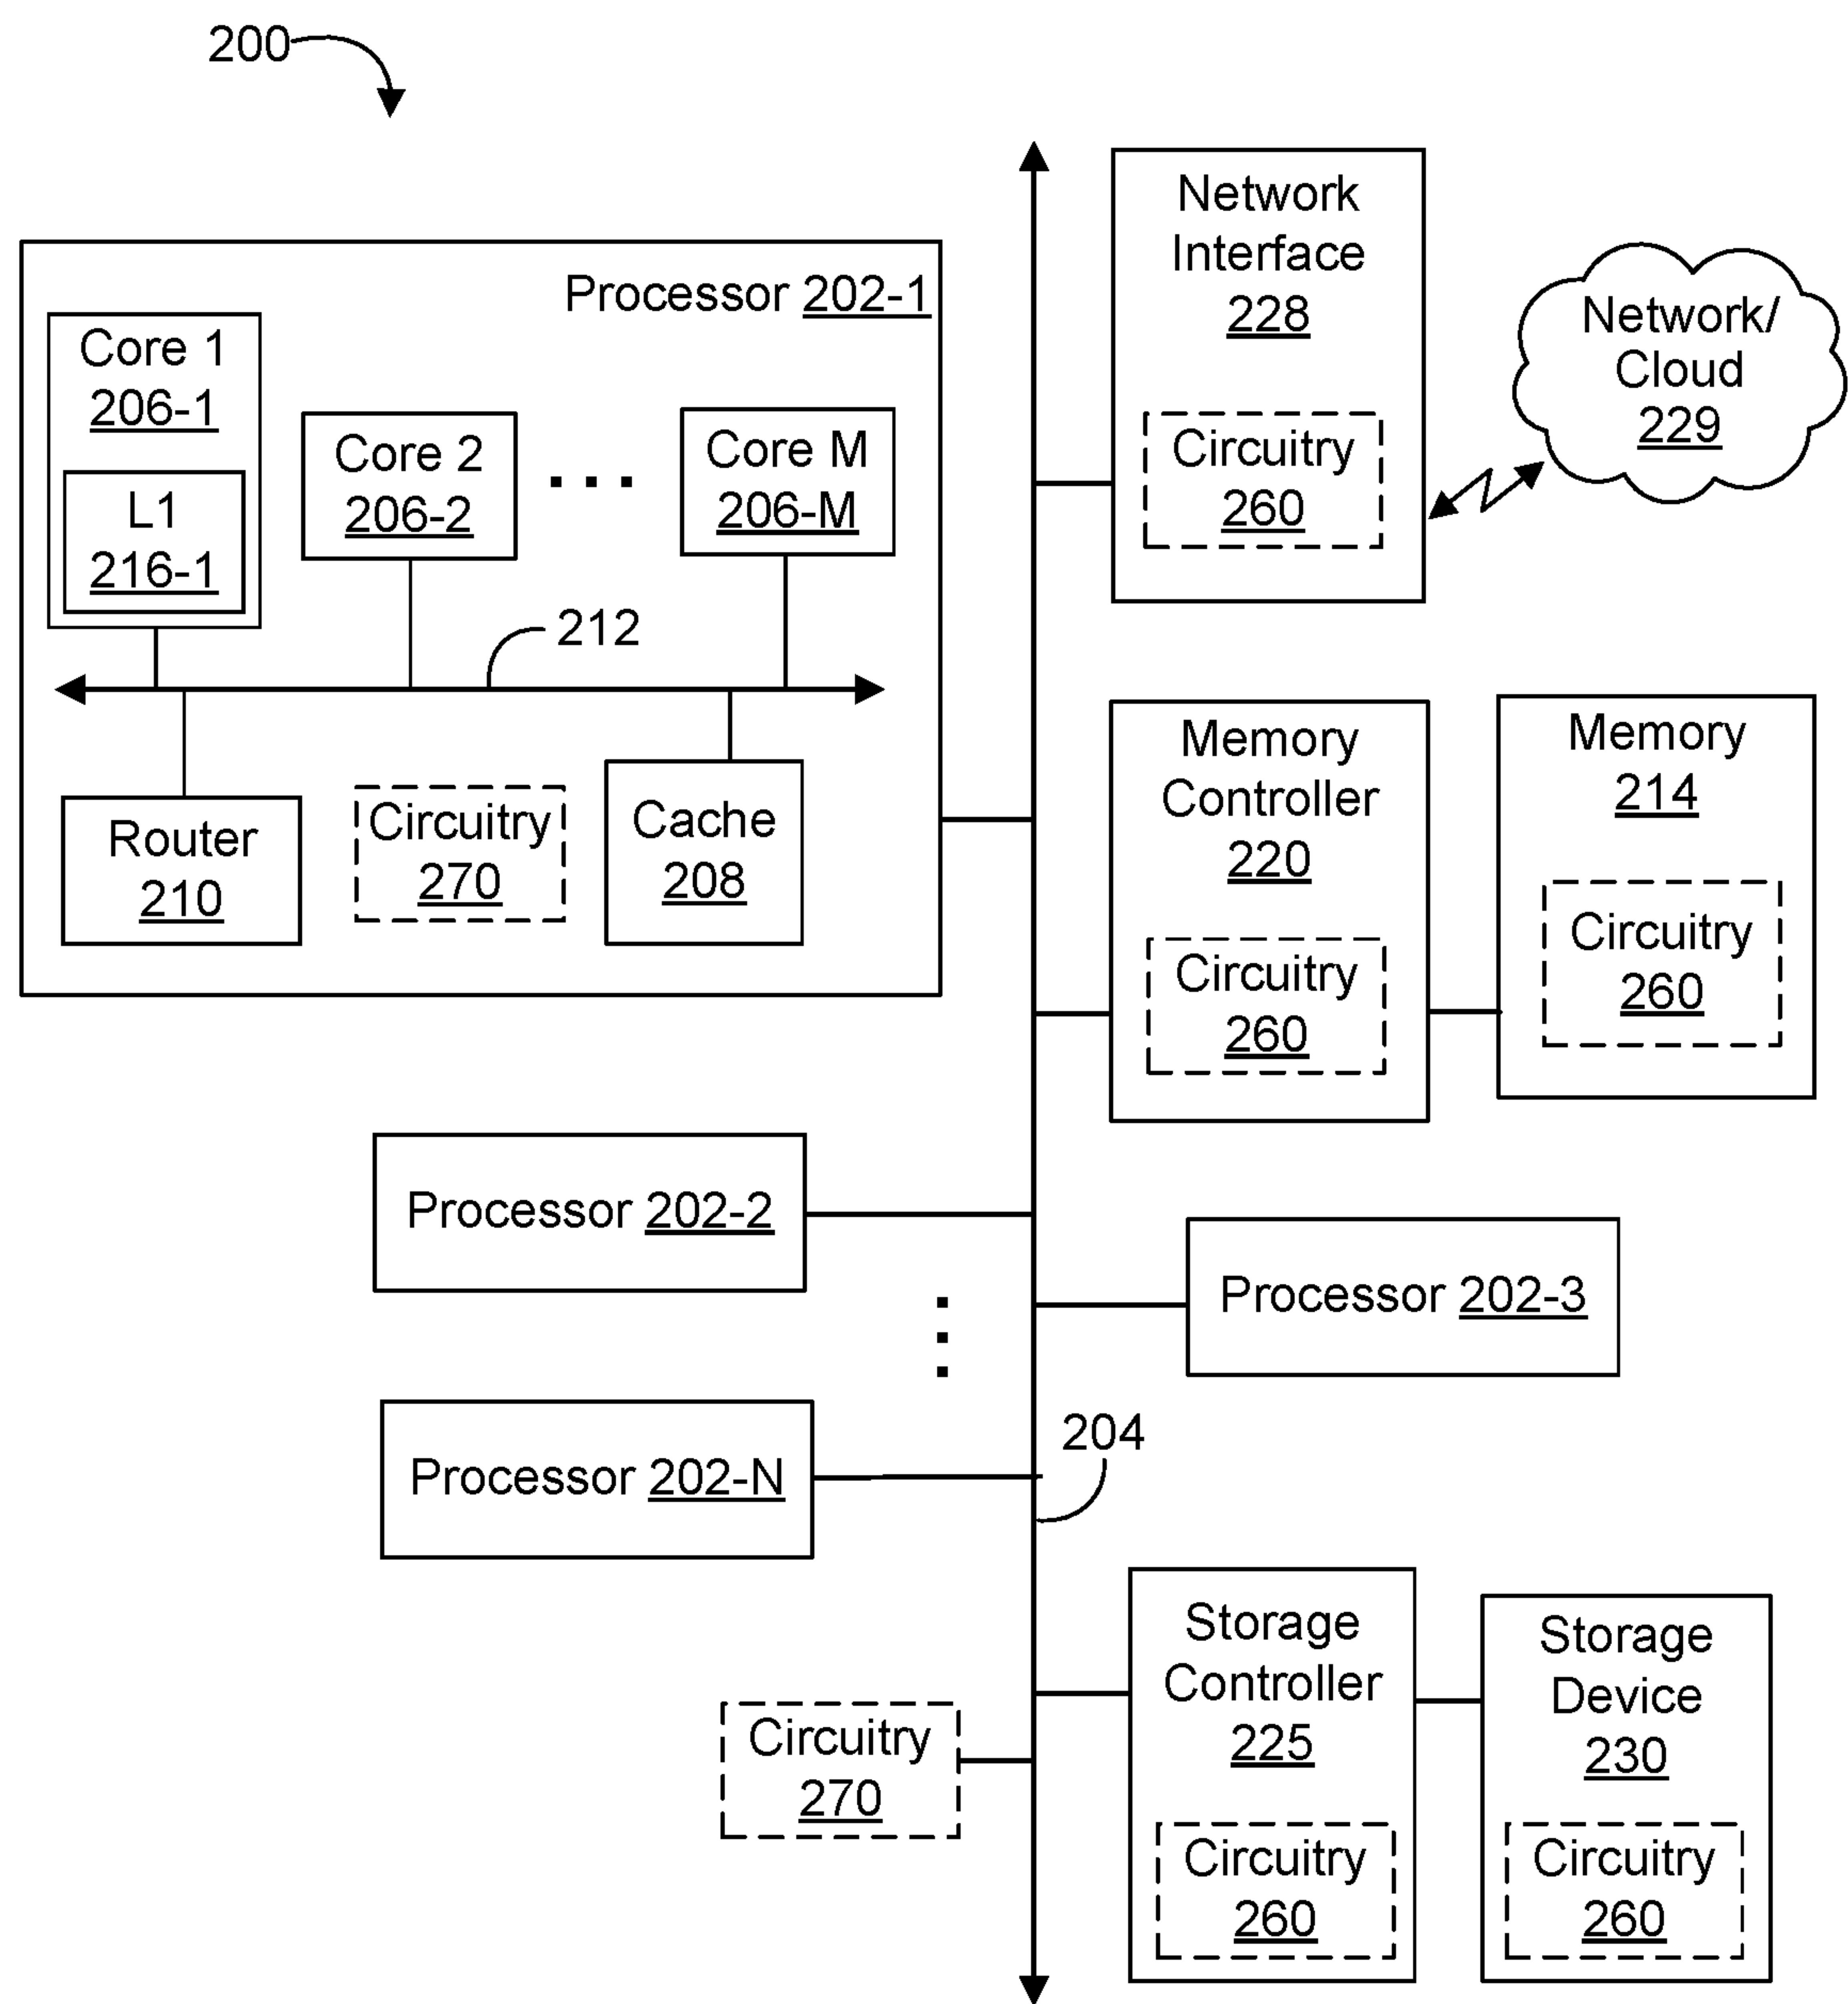 200
Processor 202-1
Core 1
206-1
L1
216-1
Core 2
206-2
Core M
206-M
212
Router
210
Circuitry
270
Cache
208
Network
Interface
228
Circuitry
260
Network/
Cloud
229
Memory
Controller
220
Circuitry
260
Memory
214
Circuitry
260
Processor 202-2
Processor 202-3
Processor 202-N
204
Storage
Controller
225
Circuitry
260
Storage
Device
230
Circuitry
260
Circuitry
270